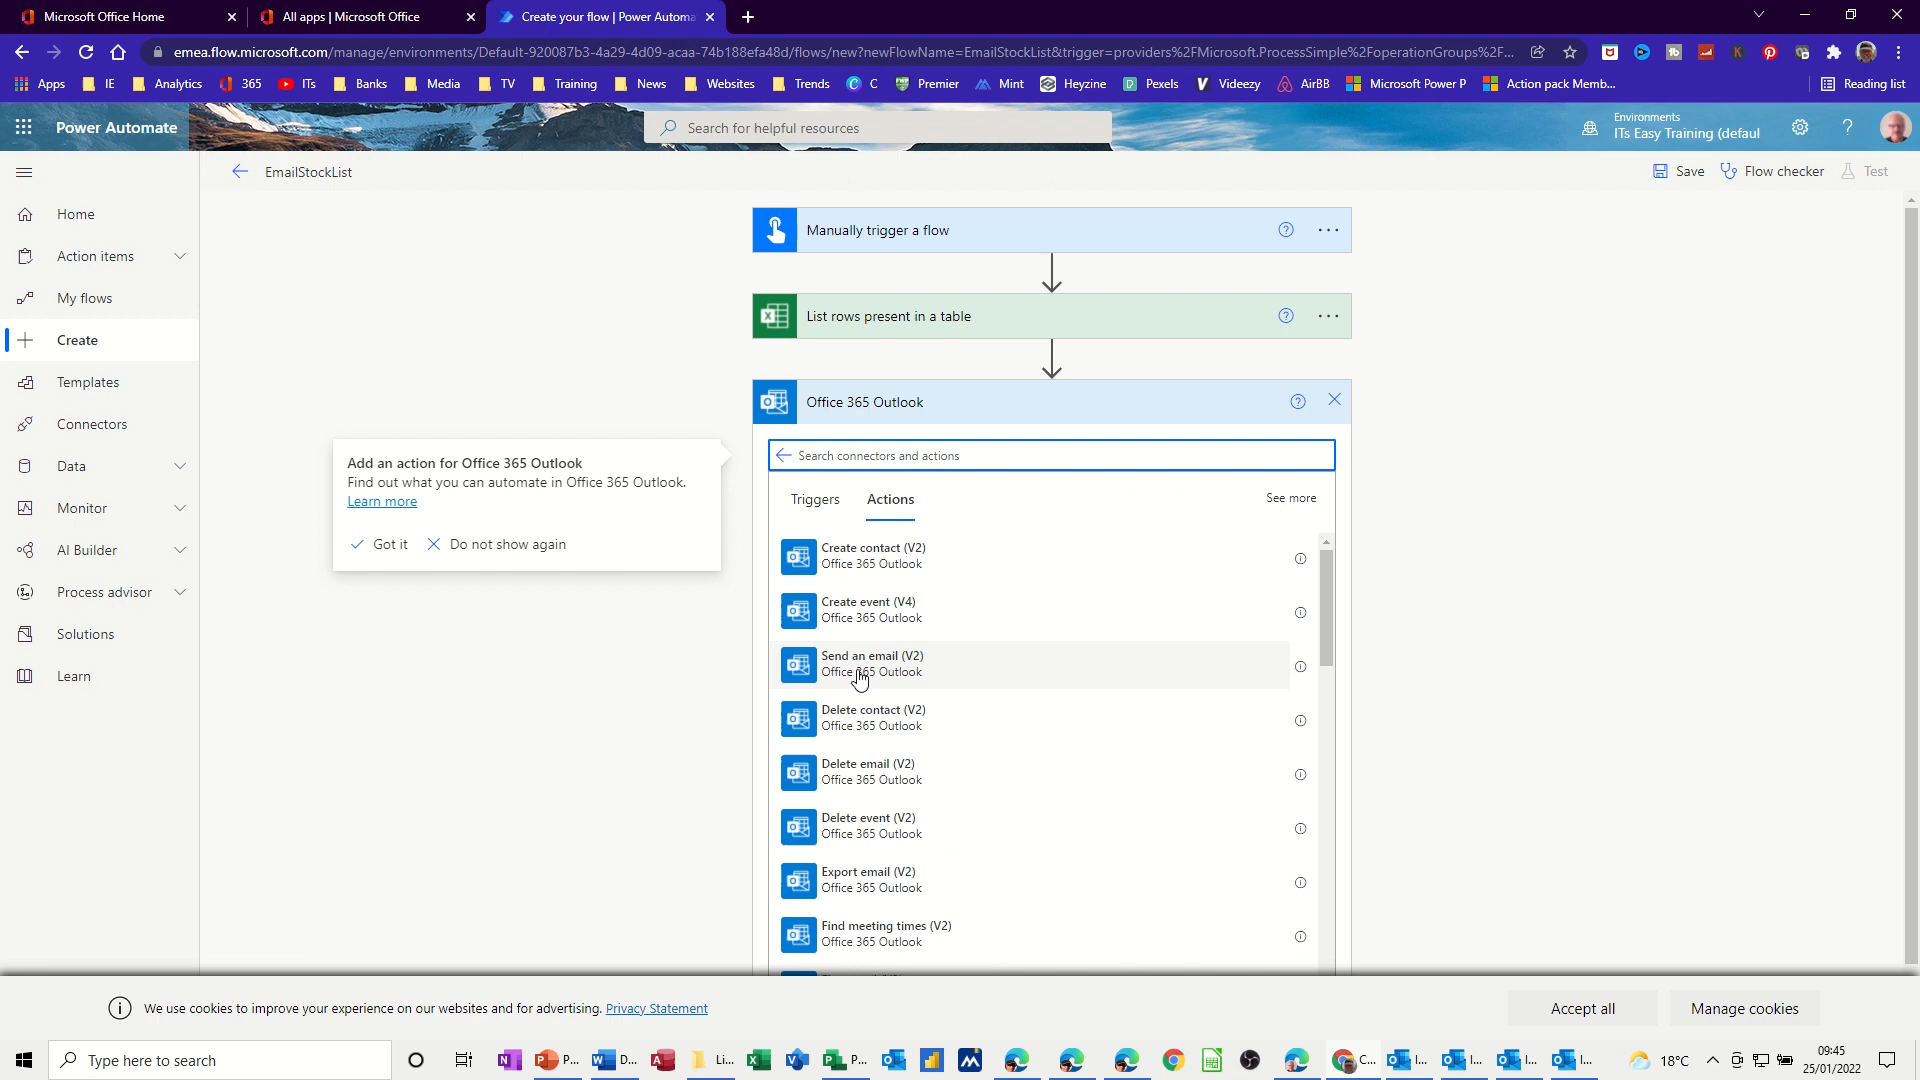 Microsoft Office Home
All apps | Microsoft Office
Create your flow | Power Automa
emea.flow.microsoft.com/manage/environments/Default-920087b3-4a29-4d09-acaa-74b188efa48d/flows/new?newFlowName=EmailStockList&trigger=providers%2FMicrosoft.ProcessSimple%2FoperationGroups%2F...
Apps
IE
Analytics
365
ITs
Banks
Media
TV
Training
News
Websites
Trends
C
Premier
Mint
Heyzine
Pexels
Videezy
AirBB
Microsoft Power P
Action pack Memb...
Reading list
Power Automate
Search for helpful resources
Environments
ITs Easy Training (defaul
EmailStockList
Save
Flow checker
Test
Home
Action items
My flows
Create
Templates
Connectors
Data
Monitor
AI Builder
Process advisor
Solutions
Learn
Manually trigger a flow
List rows present in a table
Office 365 Outlook
Add an action for Office 365 Outlook
Find out what you can automate in Office 365 Outlook.
Learn more
Got it
Do not show again
Search connectors and actions
Triggers
Actions
See more
Create contact (V2)
Office 365 Outlook
Create event (V4)
Office 365 Outlook
Send an email (V2)
Office 365 Outlook
Delete contact (V2)
Office 365 Outlook
Delete email (V2)
Office 365 Outlook
Delete event (V2)
Office 365 Outlook
Export email (V2)
Office 365 Outlook
Find meeting times (V2)
Office 365 Outlook
We use cookies to improve your experience on our websites and for advertising. Privacy Statement
Accept all
Manage cookies
Type here to search
P...
D...
Li...
P...
C...
I...
I...
I...
I...
18°C
09:45
25/01/2022